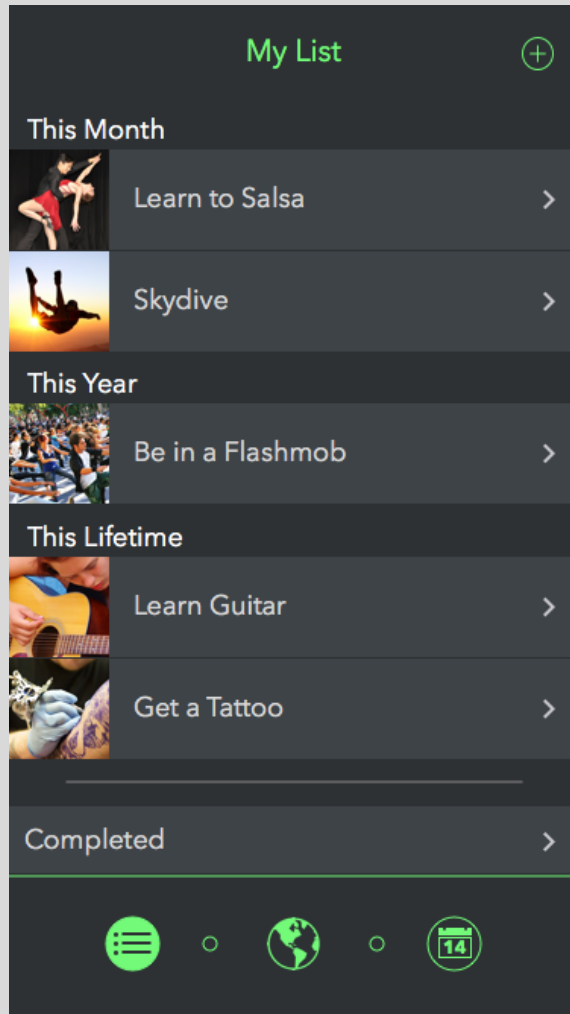 My List
This Month
Learn to Salsa
Skydive
This Year
Be in a Flashmob
This Lifetime
Learn Guitar
Get a Tattoo
Completed
14